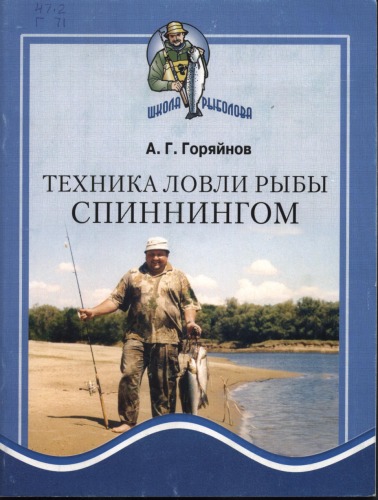 47.2
Г 71
ШКОЛА РЫБОЛОВА
А. Г. Горяйнов
ТЕХНИКА ЛОВЛИ РЫБЫ
СПИННИНГОМ